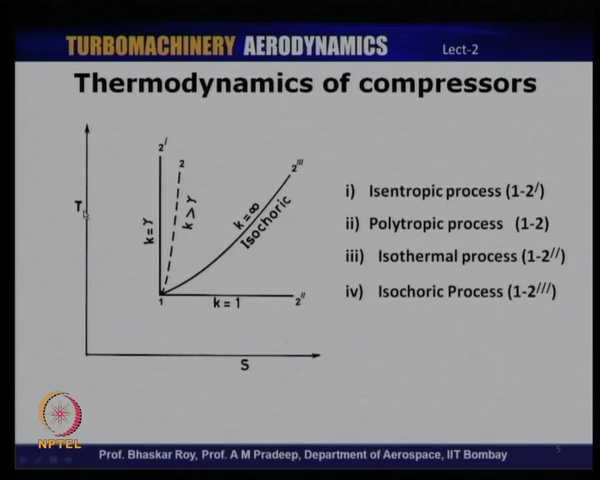 TURBOMACHINERY AERODYNAMICS Lect-2
Thermodynamics of compressors
2/
2
2///
T
k=γ
k>γ
k=∞
Isochoric
1
k=1
2//
S
i) Isentropic process (1-2/)
ii) Polytropic process (1-2)
iii) Isothermal process (1-2//)
iv) Isochoric Process (1-2///)
NPTEL
Prof. Bhaskar Roy, Prof. A M Pradeep, Department of Aerospace, IIT Bombay
5